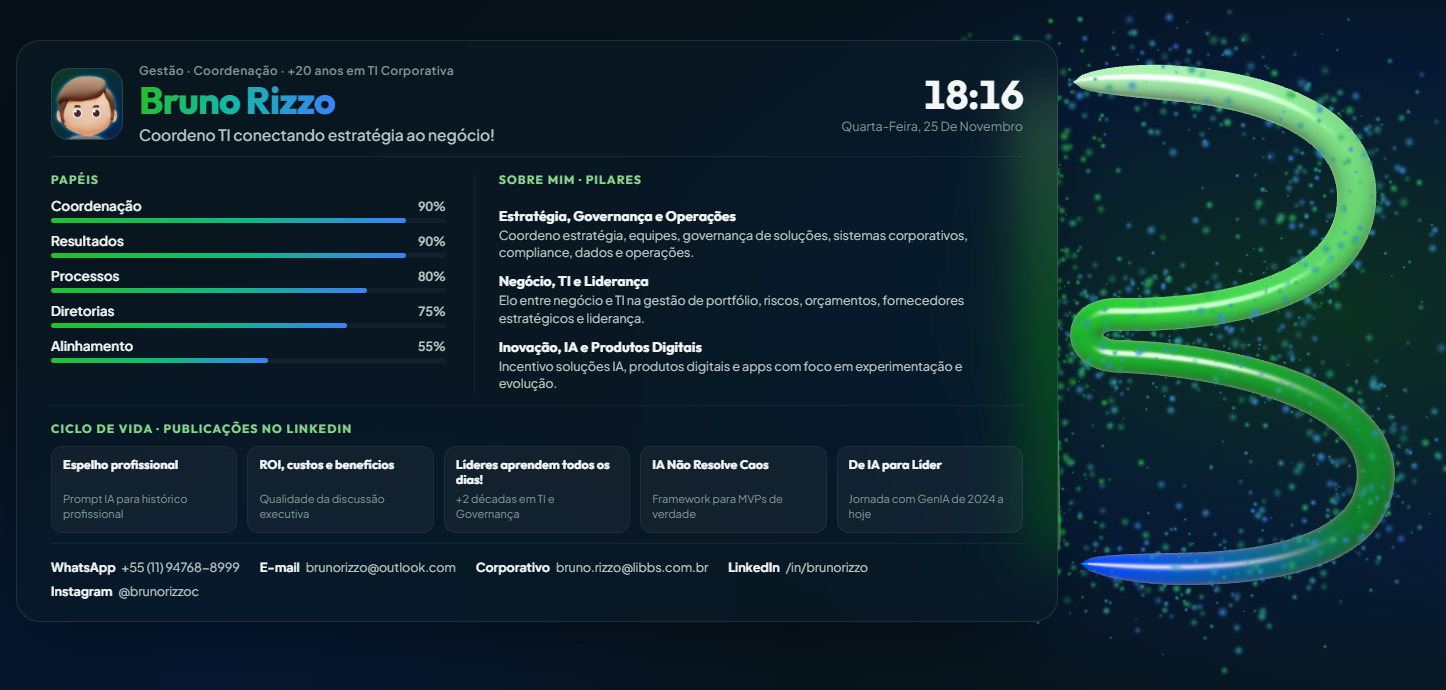 Gestão · Coordenação · +20 anos em TI Corporativa
Bruno Rizzo
Coordeno TI conectando estratégia ao negócio!
18:16
Quarta-Feira, 25 De Novembro
PAPÉIS
Coordenação 90%
Resultados 90%
Processos 80%
Diretorias 75%
Alinhamento 55%
SOBRE MIM · PILARES
Estratégia, Governança e Operações
Coordeno estratégia, equipes, governança de soluções, sistemas corporativos,
compliance, dados e operações.
Negócio, TI e Liderança
Elo entre negócio e TI na gestão de portfólio, riscos, orçamentos, fornecedores
estratégicos e liderança.
Inovação, IA e Produtos Digitais
Incentivo soluções IA, produtos digitais e apps com foco em experimentação e
evolução.
CICLO DE VIDA · PUBLICAÇÕES NO LINKEDIN
Espelho profissional
Prompt IA para histórico
profissional
ROI, custos e benefícios
Qualidade da discussão
executiva
Líderes aprendem todos os
dias!
+2 décadas em TI e
Governança
IA Não Resolve Caos
Framework para MVPs de
verdade
De IA para Líder
Jornada com GenIA de 2024 a
hoje
WhatsApp +55 (11) 94768-8999 E-mail brunorizzo@outlook.com Corporativo bruno.rizzo@libbs.com.br LinkedIn /in/brunorizzo
Instagram @brunorizzoc